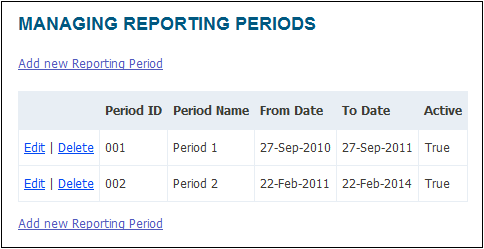 MANAGING REPORTING PERIODS
Add new Reporting Period
Period ID Period Name From Date To Date Active
Edit | Delete 001 Period 1 27-Sep-2010 27-Sep-2011 True
Edit | Delete 002 Period 2 22-Feb-2011 22-Feb-2014 True
Add new Reporting Period